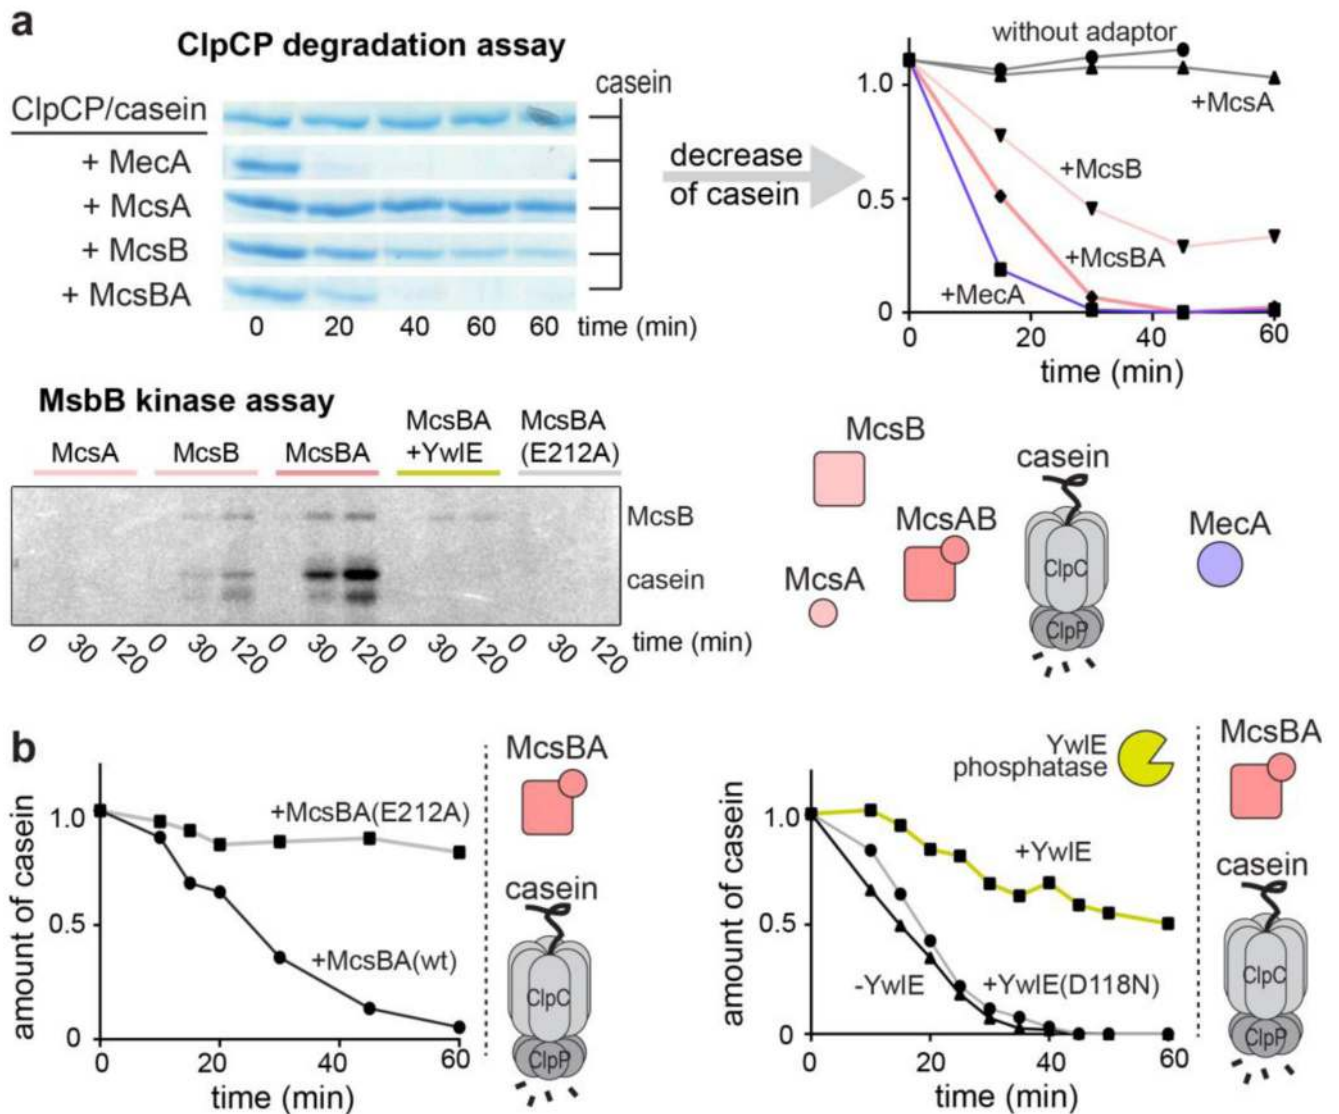 a
ClpCP degradation assay
ClpCP/casein
+ MecA
+ McsA
+ McsB
+ McsBA
casein
0 20 40 60 60 time (min)
decrease
of casein
without adaptor
+McsA
+McsB
+McsBA
+MecA
1.0
0.5
0
0 20 40 60
time (min)
MsbB kinase assay
McsA
McsB
McsBA
McsBA
+YwlE
McsBA
(E212A)
McsB
casein
0 30 120 0 30 120 0 30 120 0 30 120 0 30 120 time (min)
McsB
McsAB
McsA
casein
ClpC
ClpP
MecA
b
amount of casein
1.0
0.5
0
+McsBA(E212A)
+McsBA(wt)
0 20 40 60
time (min)
McsBA
casein
ClpC
ClpP
amount of casein
1.0
0.5
0
YwlE
phosphatase
+YwlE
-YwlE
+YwlE(D118N)
0 20 40 60
time (min)
McsBA
casein
ClpC
ClpP